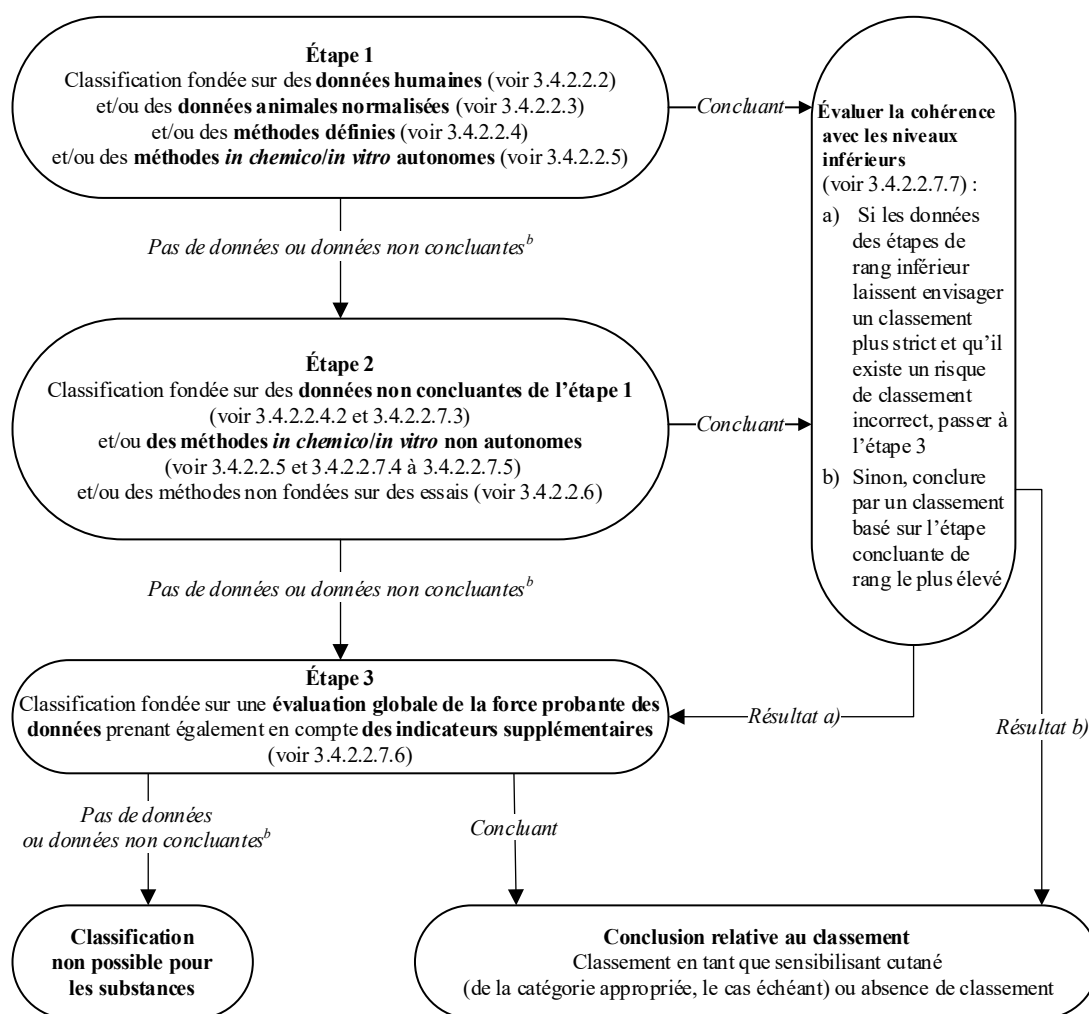 Étape 1
Classification fondée sur des données humaines (voir 3.4.2.2.2)
et/ou des données animales normalisées (voir 3.4.2.2.3)
et/ou des méthodes définies (voir 3.4.2.2.4)
et/ou des méthodes in chemico/in vitro autonomes (voir 3.4.2.2.5)
Concluant
Évaluer la cohérence
avec les niveaux
inférieurs
(voir 3.4.2.2.7.7) :
a) Si les données
des étapes de
rang inférieur
laissent envisager
un classement
plus strict et qu’il
existe un risque
de classement
incorrect, passer à
l’étape 3
b) Sinon, conclure
par un classement
basé sur l’étape
concluante de
rang le plus élevé
Pas de données ou données non concluantes b
Étape 2
Classification fondée sur des données non concluantes de l’étape 1
(voir 3.4.2.2.4.2 et 3.4.2.2.7.3)
et/ou des méthodes in chemico/in vitro non autonomes
(voir 3.4.2.2.5 et 3.4.2.2.7.4 à 3.4.2.2.7.5)
et/ou des méthodes non fondées sur des essais (voir 3.4.2.2.6)
Concluant
Pas de données ou données non concluantes b
Étape 3
Classification fondée sur une évaluation globale de la force probante des
données prenant également en compte des indicateurs supplémentaires
(voir 3.4.2.2.7.6)
Résultat a)
Résultat b)
Pas de données
ou données non concluantes b
Concluant
Classification
non possible pour
les substances
Conclusion relative au classement
Classement en tant que sensibilisant cutané
(de la catégorie appropriée, le cas échéant) ou absence de classement